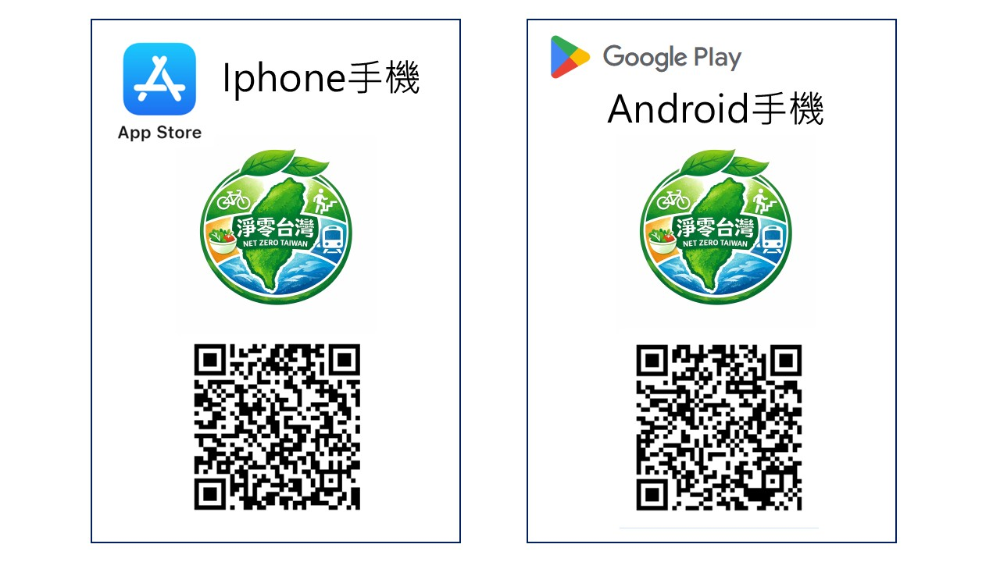 App Store
Iphone手機
淨零台灣
NET ZERO TAIWAN
Google Play
Android手機
淨零台灣
NET ZERO TAIWAN